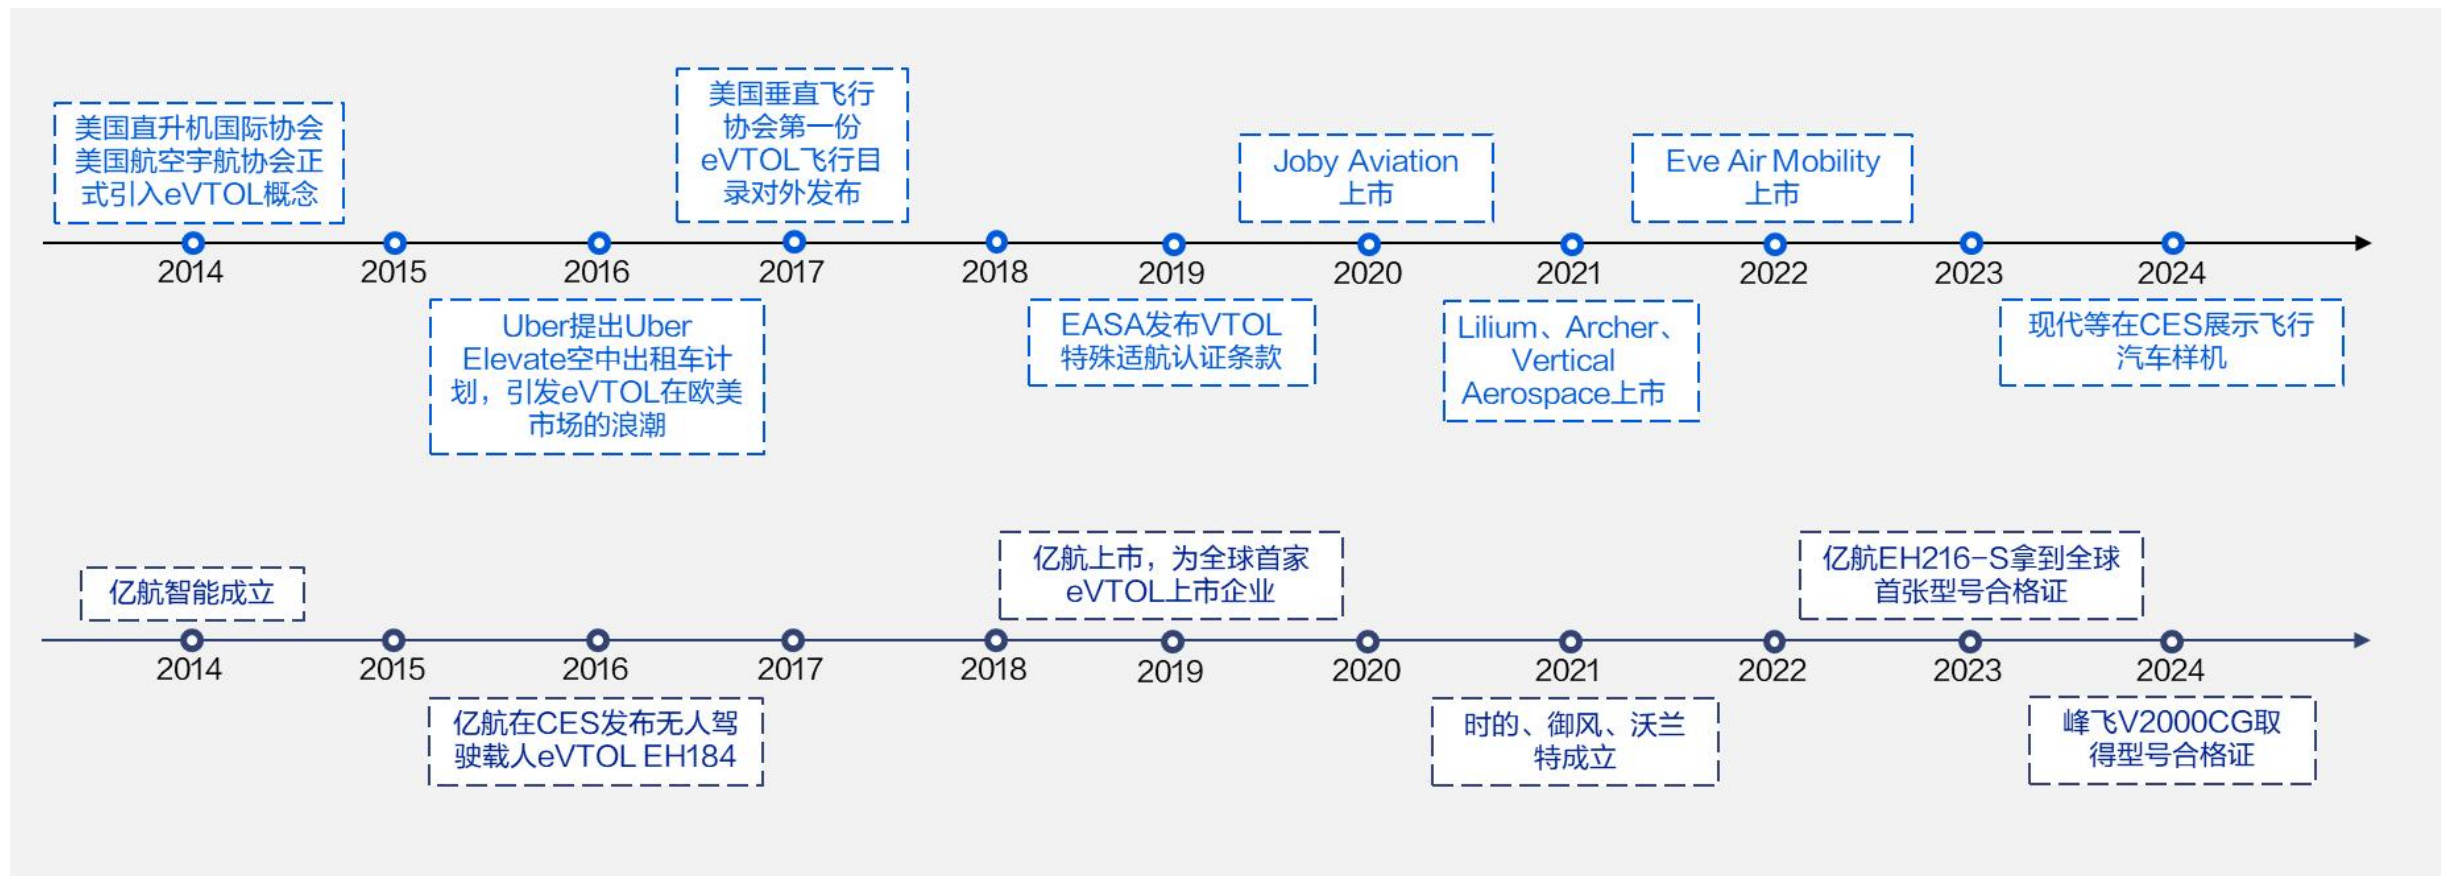 美国直升机国际协会
美国航空宇航协会正
式引入eVTOL概念
美国垂直飞行
协会第一份
eVTOL飞行目
录对外发布
Joby Aviation
上市
Eve Air Mobility
上市
2014
2015
2016
2017
2018
2019
2020
2021
2022
2023
2024
Uber提出Uber
Elevate空中出租车计
划，引发eVTOL在欧美
市场的浪潮
EASA发布VTOL
特殊适航认证条款
Lilium、Archer、
Vertical
Aerospace上市
现代等在CES展示飞行
汽车样机
亿航智能成立
亿航上市，为全球首家
eVTOL上市企业
亿航EH216-S拿到全球
首张型号合格证
2014
2015
2016
2017
2018
2019
2020
2021
2022
2023
2024
亿航在CES发布无人驾
驶载人eVTOL EH184
时的、御风、沃兰
特成立
峰飞V2000CG取
得型号合格证